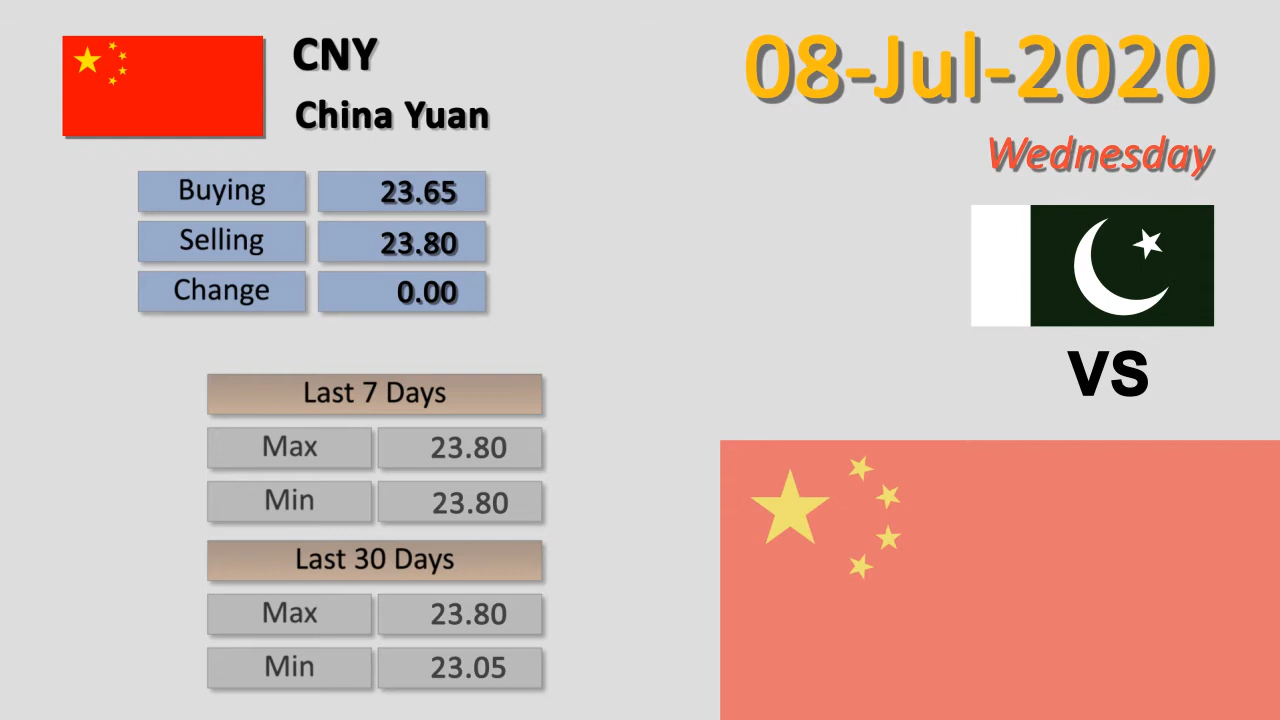 CNY
China Yuan
Buying 23.65
Selling 23.80
Change 0.00
Last 7 Days
Max 23.80
Min 23.80
Last 30 Days
Max 23.80
Min 23.05
08-Jul-2020
Wednesday
VS